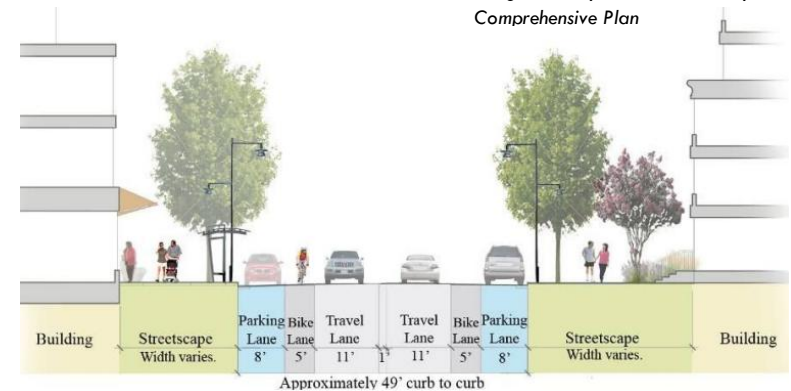 Comprehensive Plan
Building
Streetscape
Width varies.
Parking
Lane
8'
Bike
Lane
5'
Travel
Lane
11'
1'
Travel
Lane
11'
Bike
Lane
5'
Parking
Lane
8'
Streetscape
Width varies.
Building
Approximately 49' curb to curb